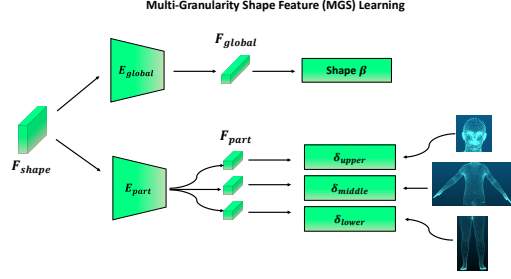 Multi-Granularity Shape Feature (MGS) Learning
F_global
E_global
Shape β
F_shape
F_part
E_part
δ_upper
δ_middle
δ_lower